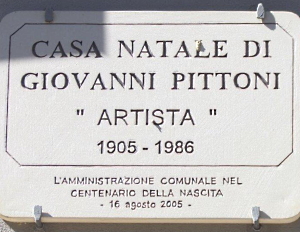 CASA NATALE DI
GIOVANNI PITTONI
" ARTISTA "
1905 - 1986
L'AMMINISTRAZIONE COMUNALE NEL
CENTENARIO DELLA NASCITA
- 16 agosto 2005 -